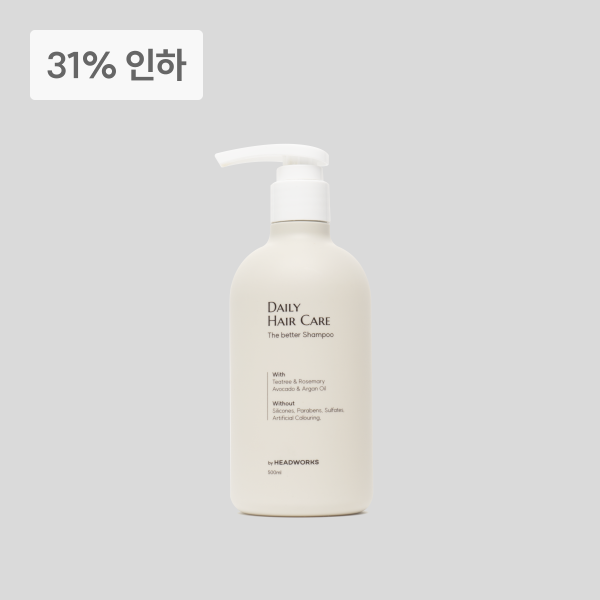 31% 인하
DAILY
HAIR CARE
The better Shampoo
With
Teatree & Rosemary
Avocado & Argan Oil
Without
Silicones, Parabens, Sulfates,
Artificial Colouring,
by HEADWORKS
500ml